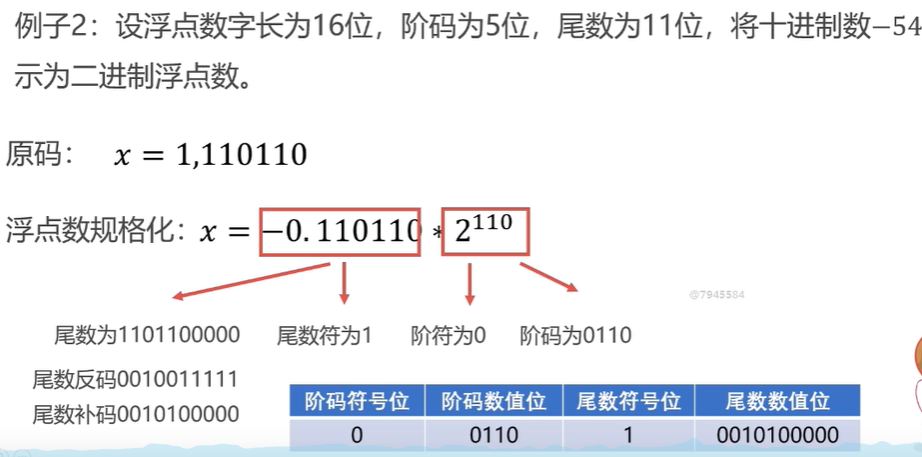 例子2：设浮点数字长为16位，阶码为5位，尾数为11位，将十进制数−54
示为二进制浮点数。
原码： x = 1,110110
浮点数规格化：x = −0.110110 * 2^110
@7945584
尾数为1101100000 尾数符为1 阶符为0 阶码为0110
尾数反码0010011111
尾数补码0010100000
阶码符号位 阶码数值位 尾数符号位 尾数数值位
0 0110 1 0010100000